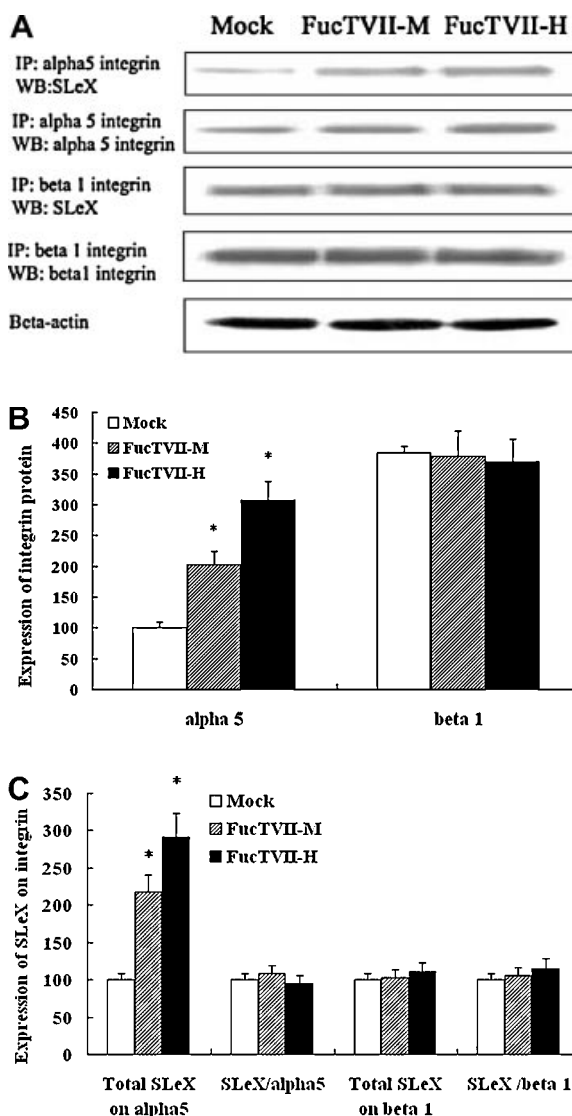 A
Mock FucTVII-M FucTVII-H
IP: alpha5 integrin
WB:SLeX
IP: alpha 5 integrin
WB: alpha 5 integrin
IP: beta 1 integrin
WB: SLeX
IP: beta 1 integrin
WB: beta1 integrin
Beta-actin
B
Expression of integrin protein
450
400
350
300
250
200
150
100
50
0
Mock
FucTVII-M
FucTVII-H
*
*
alpha 5 beta 1
C
Expression of SLeX on integrin
350
300
250
200
150
100
50
0
*
*
Mock
FucTVII-M
FucTVII-H
Total SLeX SLeX/alpha5 Total SLeX SLeX /beta 1
on alpha5 on beta 1